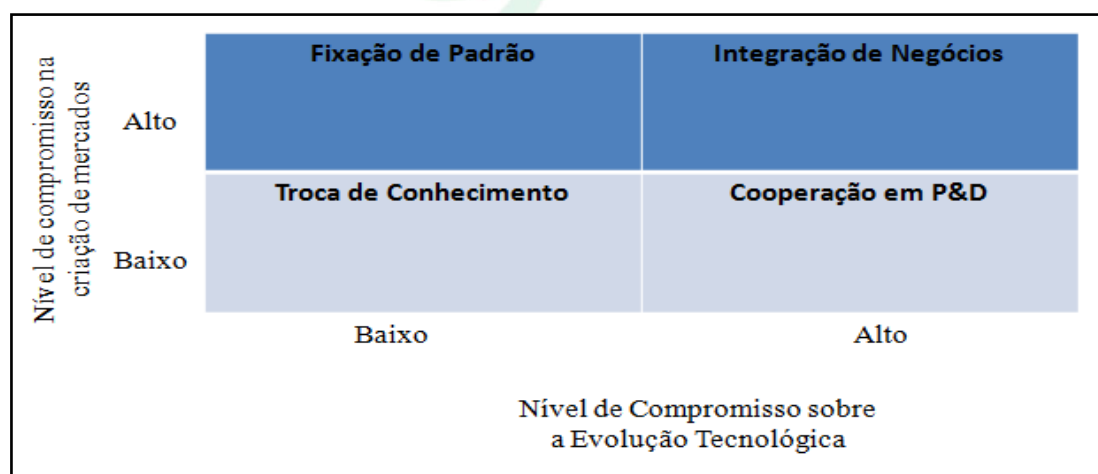 Nível de compromisso na
criação de mercados
Alto
Fixação de Padrão
Integração de Negócios
Baixo
Troca de Conhecimento
Cooperação em P&D
Baixo
Alto
Nível de Compromisso sobre
a Evolução Tecnológica